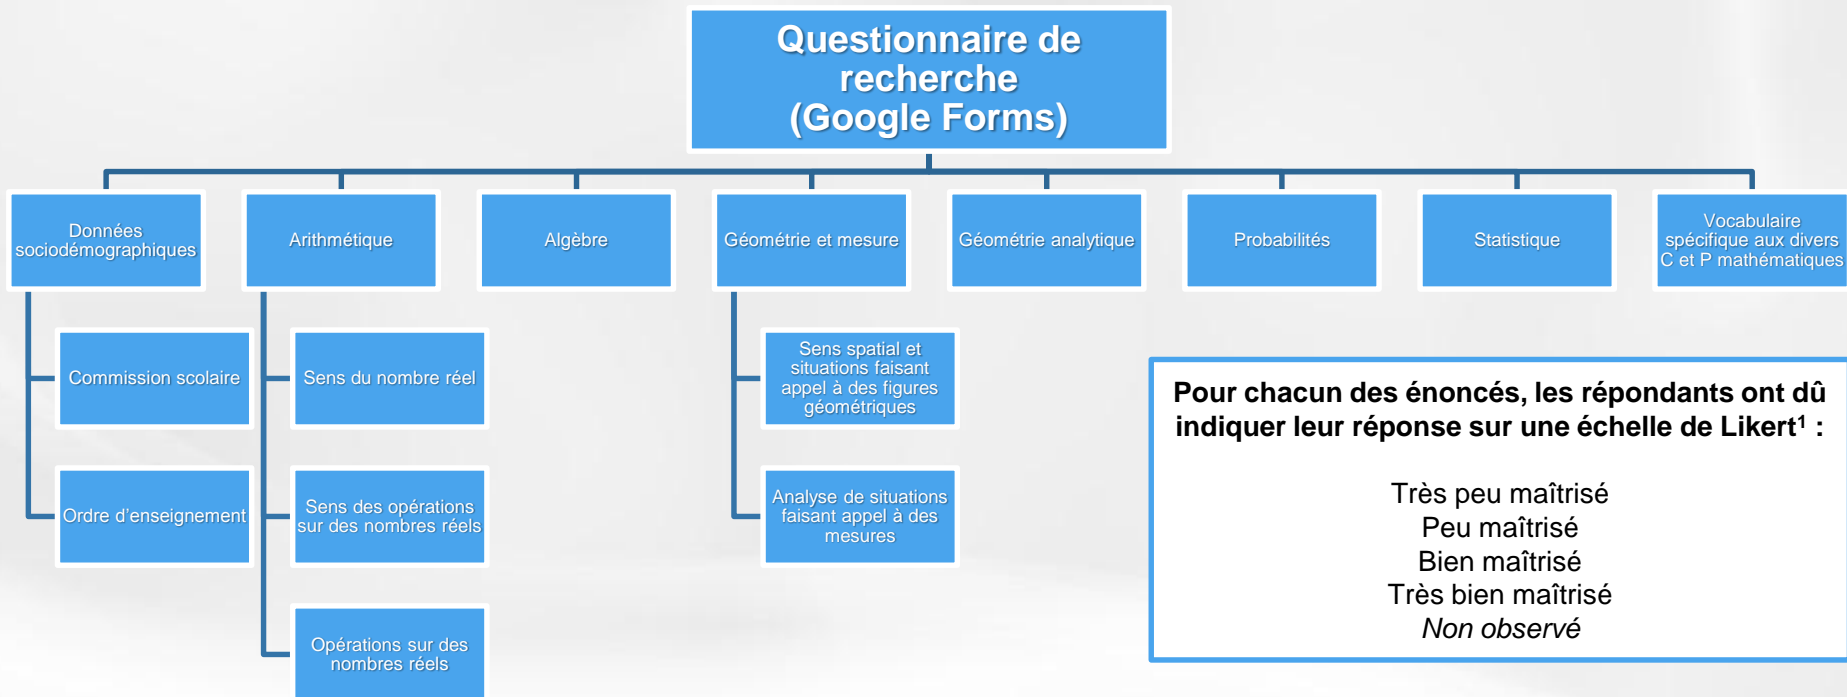 Questionnaire de
recherche
(Google Forms)
Données
sociodémographiques
Arithmétique
Algèbre
Géométrie et mesure
Géométrie analytique
Probabilités
Statistique
Vocabulaire
spécifique aux divers
C et P mathématiques
Commission scolaire
Ordre d'enseignement
Sens du nombre réel
Sens des opérations
sur des nombres réels
Opérations sur des
nombres réels
Sens spatial et
situations faisant
appel à des figures
géométriques
Analyse de situations
faisant appel à des
mesures
Pour chacun des énoncés, les répondants ont dû
indiquer leur réponse sur une échelle de Likert¹ :
Très peu maîtrisé
Peu maîtrisé
Bien maîtrisé
Très bien maîtrisé
Non observé